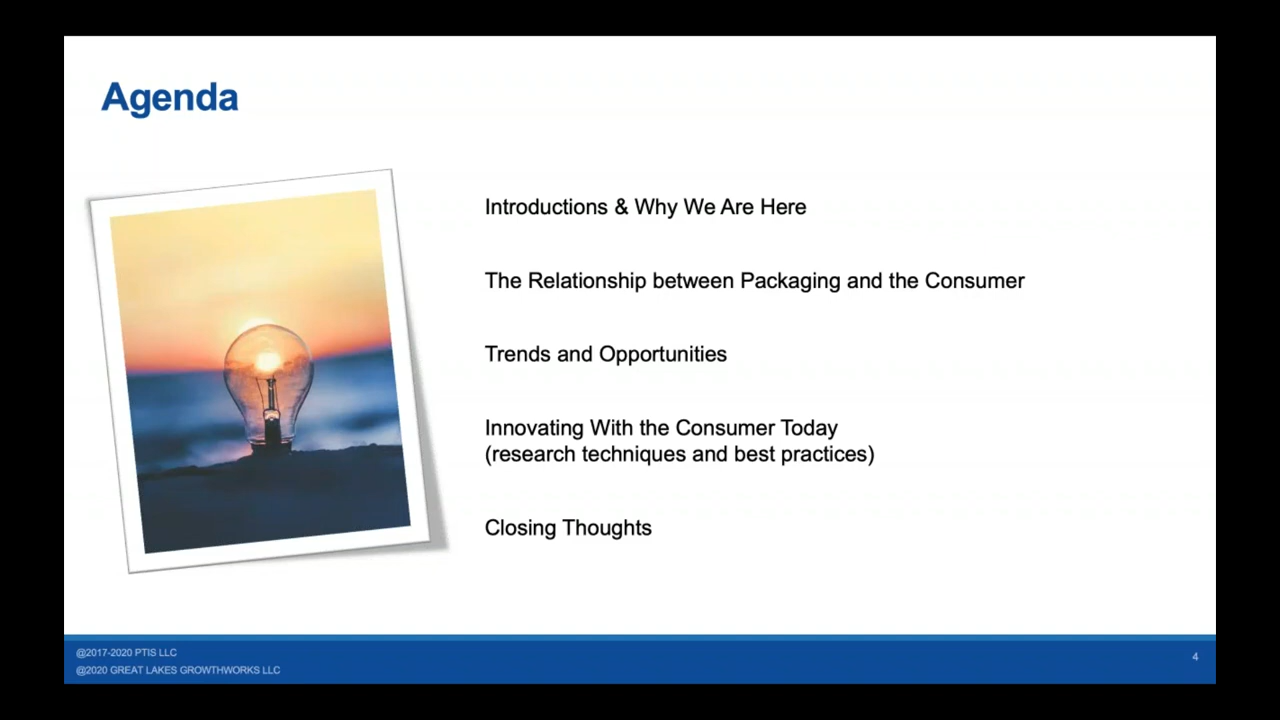 Agenda
Introductions & Why We Are Here
The Relationship between Packaging and the Consumer
Trends and Opportunities
Innovating With the Consumer Today
(research techniques and best practices)
Closing Thoughts
@2017-2020 PTIS LLC
@2020 GREAT LAKES GROWTHWORKS LLC
4